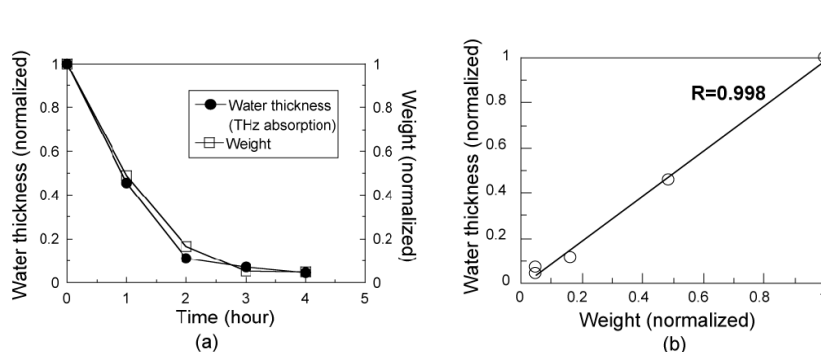 Water thickness (normalized)
1
0.8
0.6
0.4
0.2
0
0
1
2
3
4
5
Time (hour)
1
0.8
0.6
0.4
0.2
0
Weight (normalized)
Water thickness
(THz absorption)
Weight
(a)
Water thickness (normalized)
1
0.8
0.6
0.4
0.2
0
0
0.2
0.4
0.6
0.8
1
Weight (normalized)
R=0.998
(b)